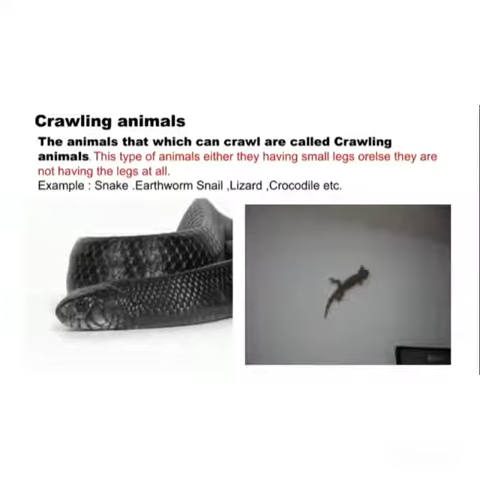 Crawling animals
The animals that which can crawl are called Crawling
animals. This type of animals either they having small legs orelse they are
not having the legs at all.
Example : Snake .Earthworm Snail ,Lizard ,Crocodile etc.